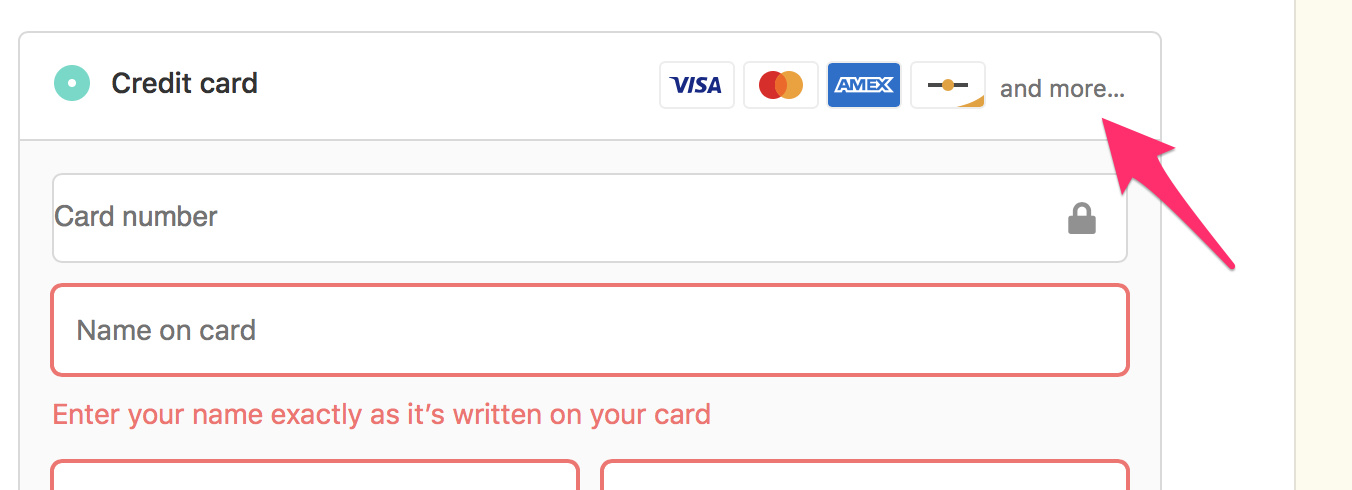 Credit card VISA AMEX and more...
Card number
Name on card
Enter your name exactly as it’s written on your card